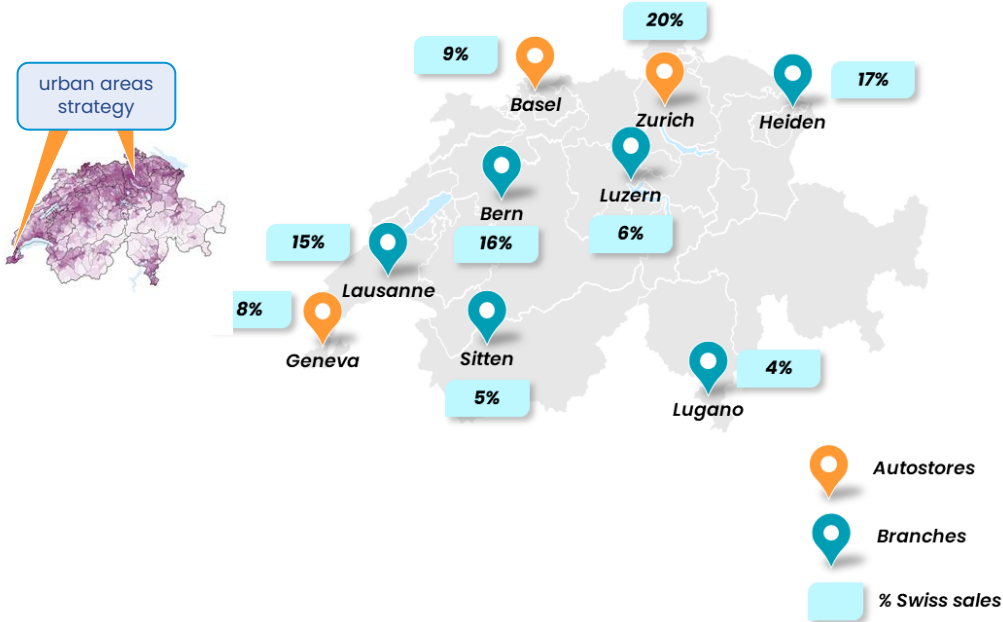 urban areas
strategy
20%
9%
17%
Basel
Zurich
Heiden
Luzern
Bern
6%
16%
15%
Lausanne
8%
Geneva
Sitten
4%
5%
Lugano
Autostores
Branches
% Swiss sales